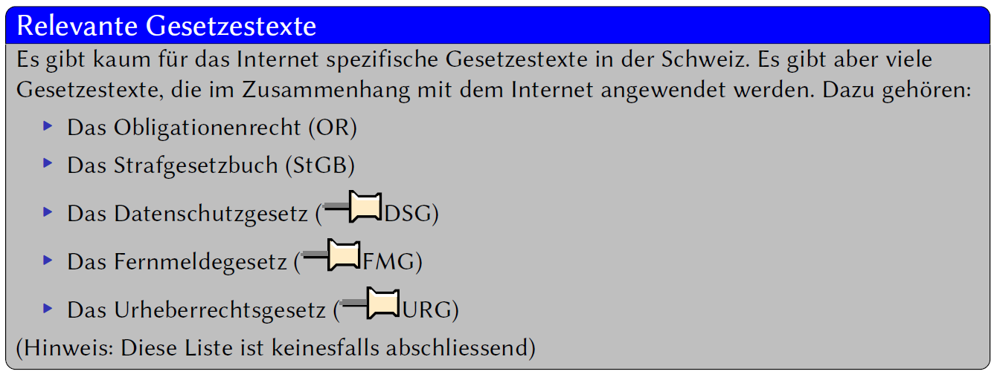 Relevante Gesetzestexte
Es gibt kaum für das Internet spezifische Gesetzestexte in der Schweiz. Es gibt aber viele
Gesetzestexte, die im Zusammenhang mit dem Internet angewendet werden. Dazu gehören:
Das Obligationenrecht (OR)
Das Strafgesetzbuch (StGB)
Das Datenschutzgesetz (DSG)
Das Fernmeldegesetz (FMG)
Das Urheberrechtsgesetz (URG)
(Hinweis: Diese Liste ist keinesfalls abschliessend)